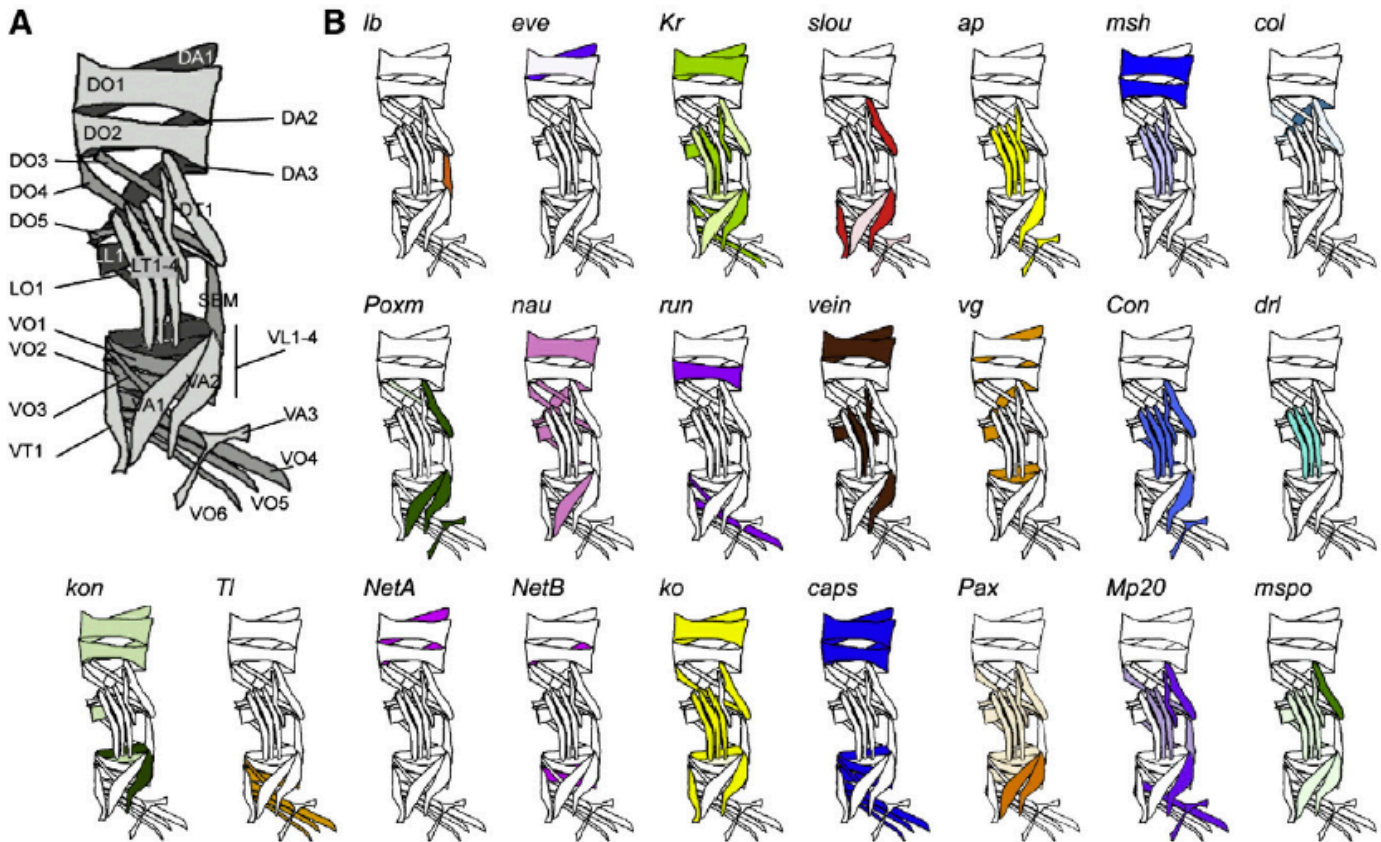 A
DA1
DO1
DA2
DO2
DO3
DA3
DO4
DT1
DO5
LL1
LT1-4
LO1
SBM
VO1
VL1-4
VO2
VA2
VO3
VA1
VA3
VT1
VO4
VO5
VO6
B
lb eve Kr slou ap msh col
Poxm nau run vein vg Con drl
kon Tl NetA NetB ko caps Pax Mp20 mspo